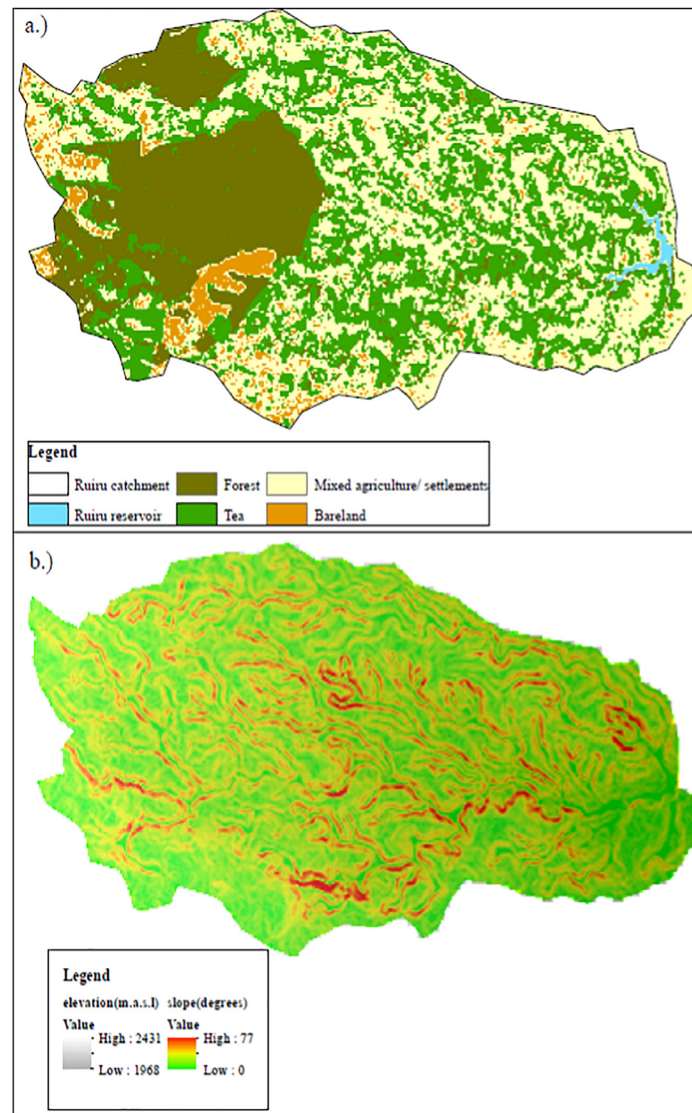 a.)
Legend
Ruiru catchment Forest Mixed agriculture/ settlements
Ruiru reservoir Tea Bareland
b.)
Legend
elevation(m.a.s.l) slope(degrees)
Value Value
High : 2431 High : 77
Low : 1968 Low : 0